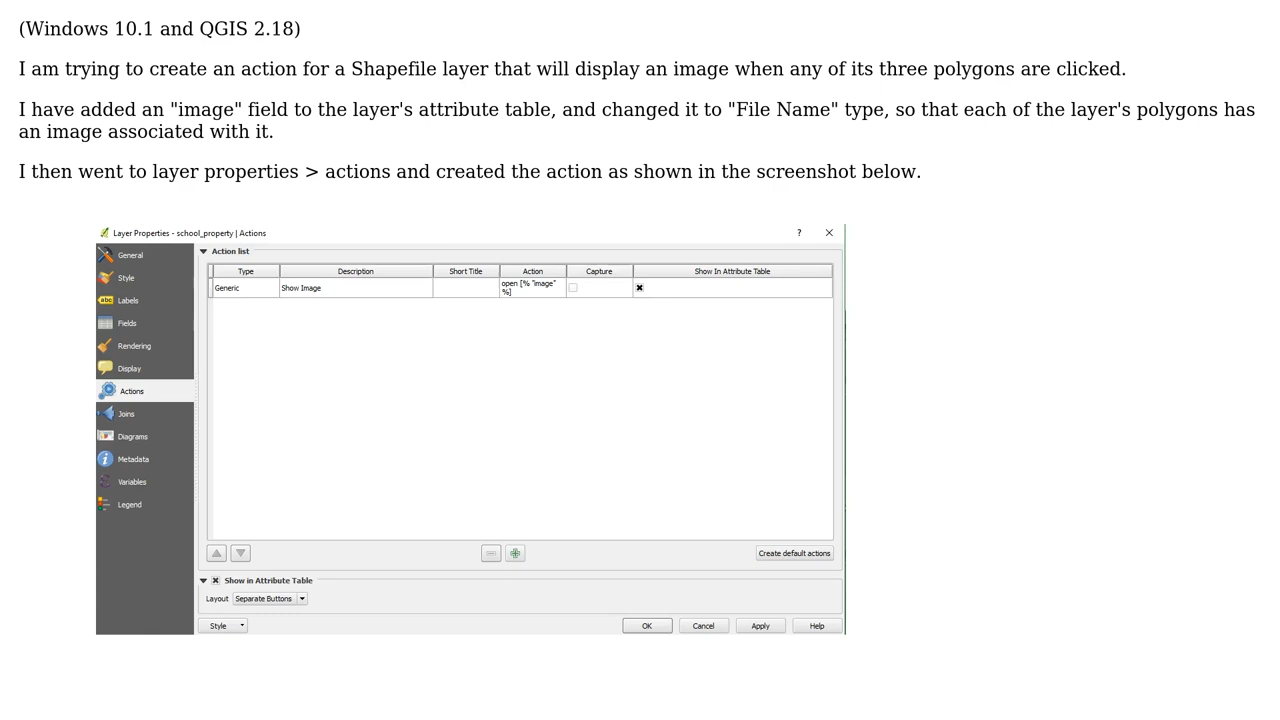 (Windows 10.1 and QGIS 2.18)
I am trying to create an action for a Shapefile layer that will display an image when any of its three polygons are clicked.
I have added an "image" field to the layer's attribute table, and changed it to "File Name" type, so that each of the layer's polygons has
an image associated with it.
I then went to layer properties > actions and created the action as shown in the screenshot below.
Layer Properties - school_property | Actions
General
Style
Labels
Fields
Rendering
Display
Actions
Joins
Diagrams
Metadata
Variables
Legend
Action list
Type Description Short Title Action Capture Show In Attribute Table
Generic Show Image open [% "image"
%]
Create default actions
Show in Attribute Table
Layout Separate Buttons
Style OK Cancel Apply Help